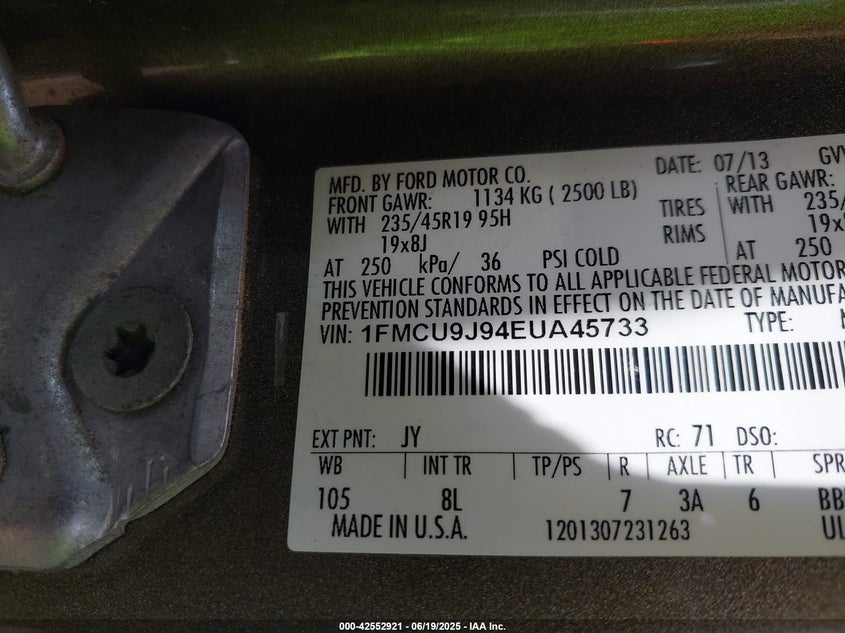 MFD. BY FORD MOTOR CO. DATE: 07/13
FRONT GAWR: 1134 KG ( 2500 LB) REAR GAWR:
WITH 235/45R19 95H TIRES WITH 235/
19x8J RIMS
AT 250 kPa/ 36 PSI COLD AT 250
THIS VEHICLE CONFORMS TO ALL APPLICABLE FEDERAL MOTOR
PREVENTION STANDARDS IN EFFECT ON THE DATE OF
VIN: 1FMCU9J94EUA45733 TYPE:
EXT PNT: JY RC: 71 DSO:
WB INT TR TP/PS R AXLE TR
105 8L 7 3A 6
MADE IN U.S.A. 1201307231263
000-42552921 - 06/19/2025 - IAA Inc.